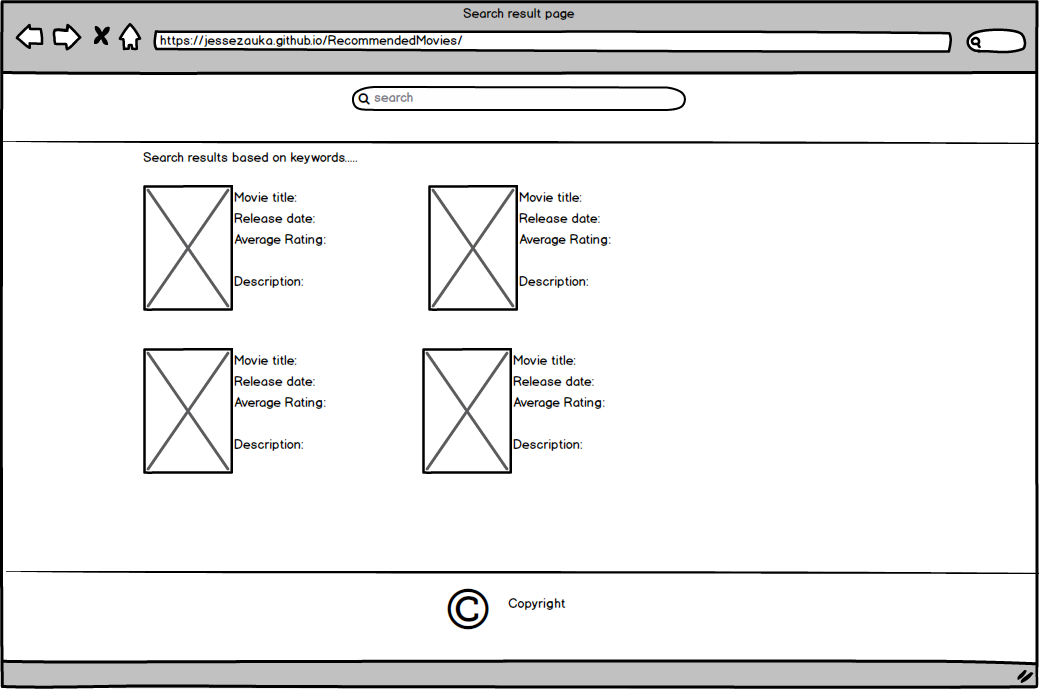 Search result page
https://jessezauka.github.io/RecommendedMovies/
search
Search results based on keywords.....
Movie title:
Release date:
Average Rating:
Description:
Movie title:
Release date:
Average Rating:
Description:
Movie title:
Release date:
Average Rating:
Description:
Movie title:
Release date:
Average Rating:
Description:
© Copyright